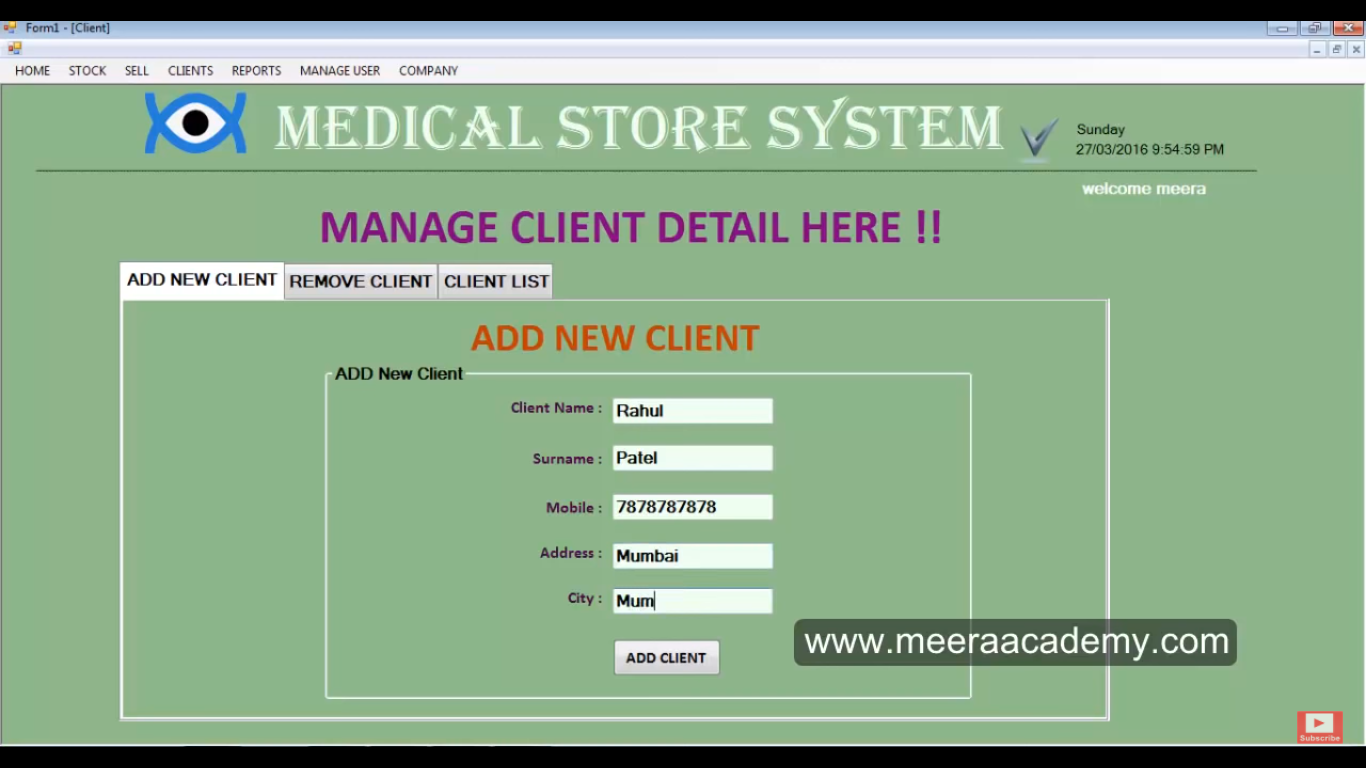 Form1 - [Client]
HOME STOCK SELL CLIENTS REPORTS MANAGE USER COMPANY
MEDICAL STORE SYSTEM
Sunday
27/03/2016 9:54:59 PM
welcome meera
MANAGE CLIENT DETAIL HERE !!
ADD NEW CLIENT REMOVE CLIENT CLIENT LIST
ADD NEW CLIENT
ADD New Client
Client Name : Rahul
Surname : Patel
Mobile : 7878787878
Address : Mumbai
City : Mum
www.meeraacademy.com
ADD CLIENT
Subscribe